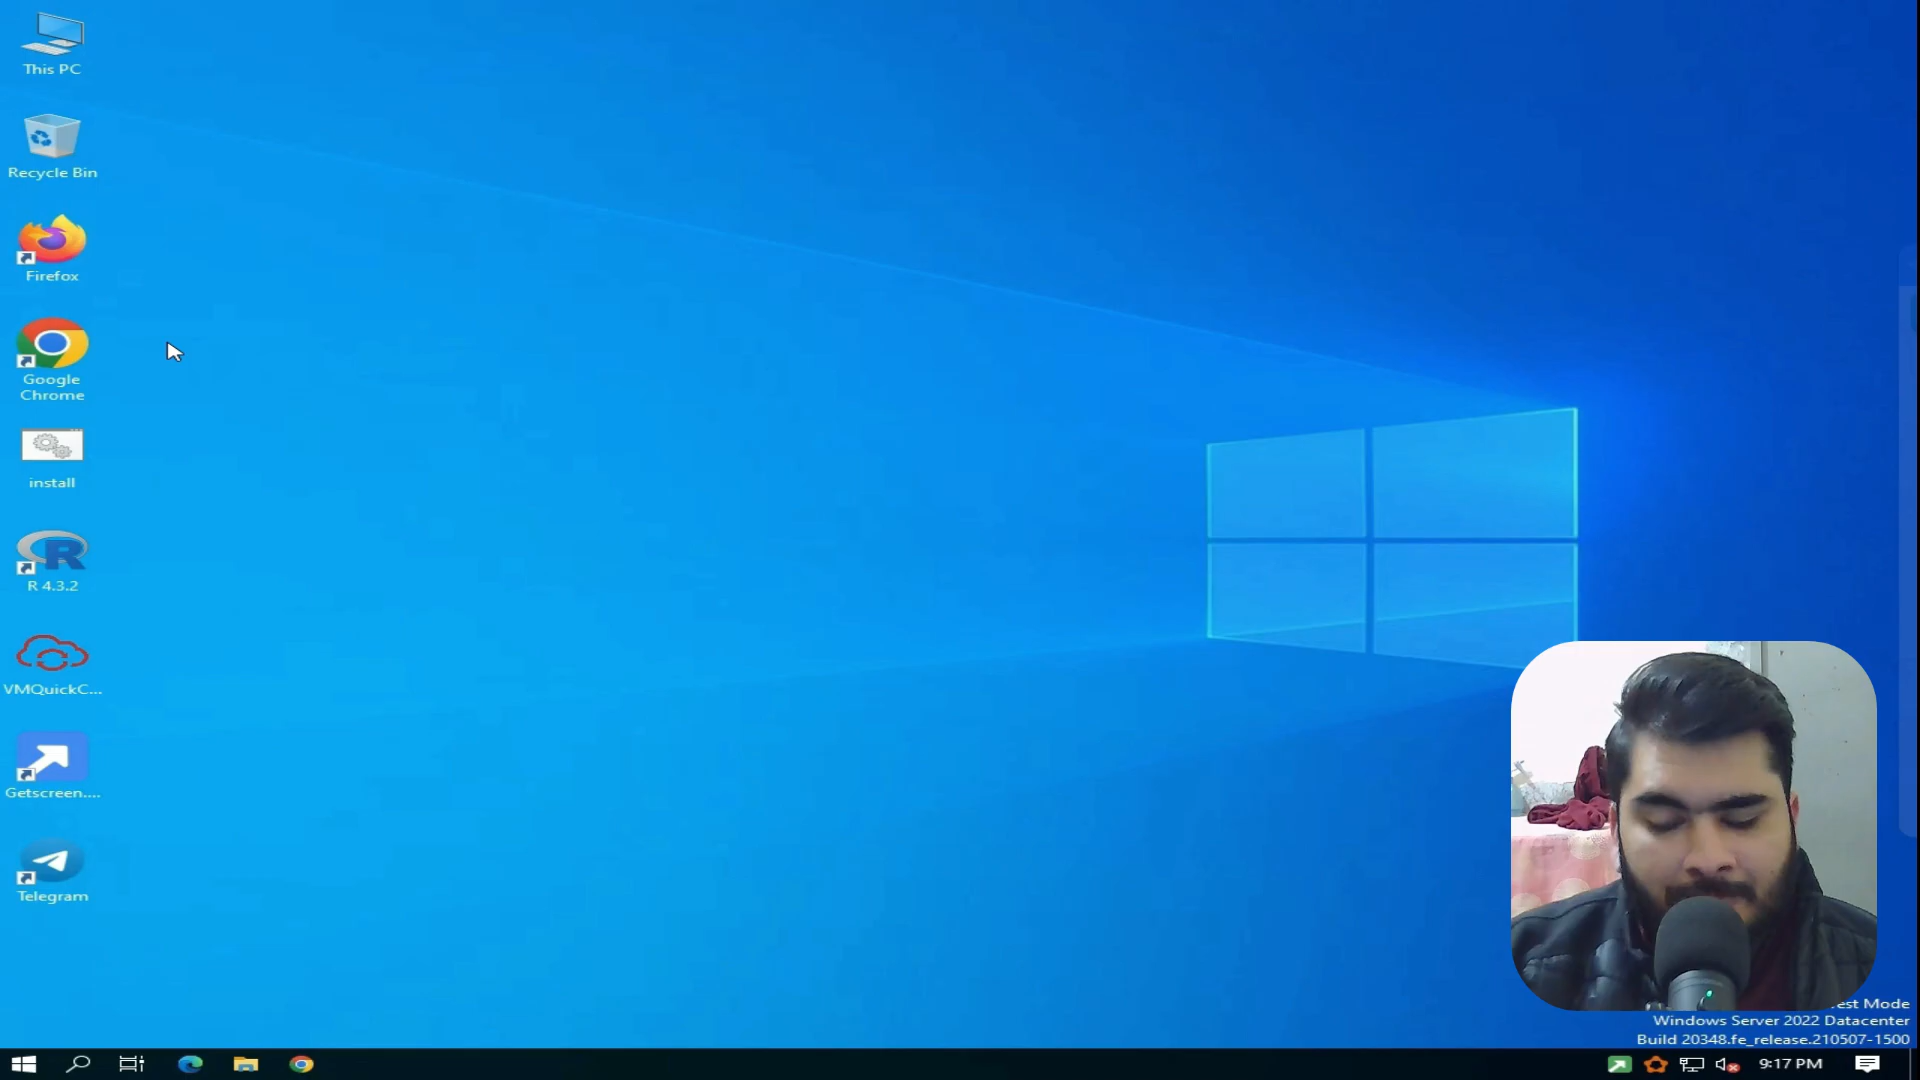 This PC
Recycle Bin
Firefox
Google
Chrome
install
R 4.3.2
VMQuickC...
Getscreen....
Telegram
est Mode
Windows Server 2022 Datacenter
Build 20348.fe_release.210507-1500
9:17 PM